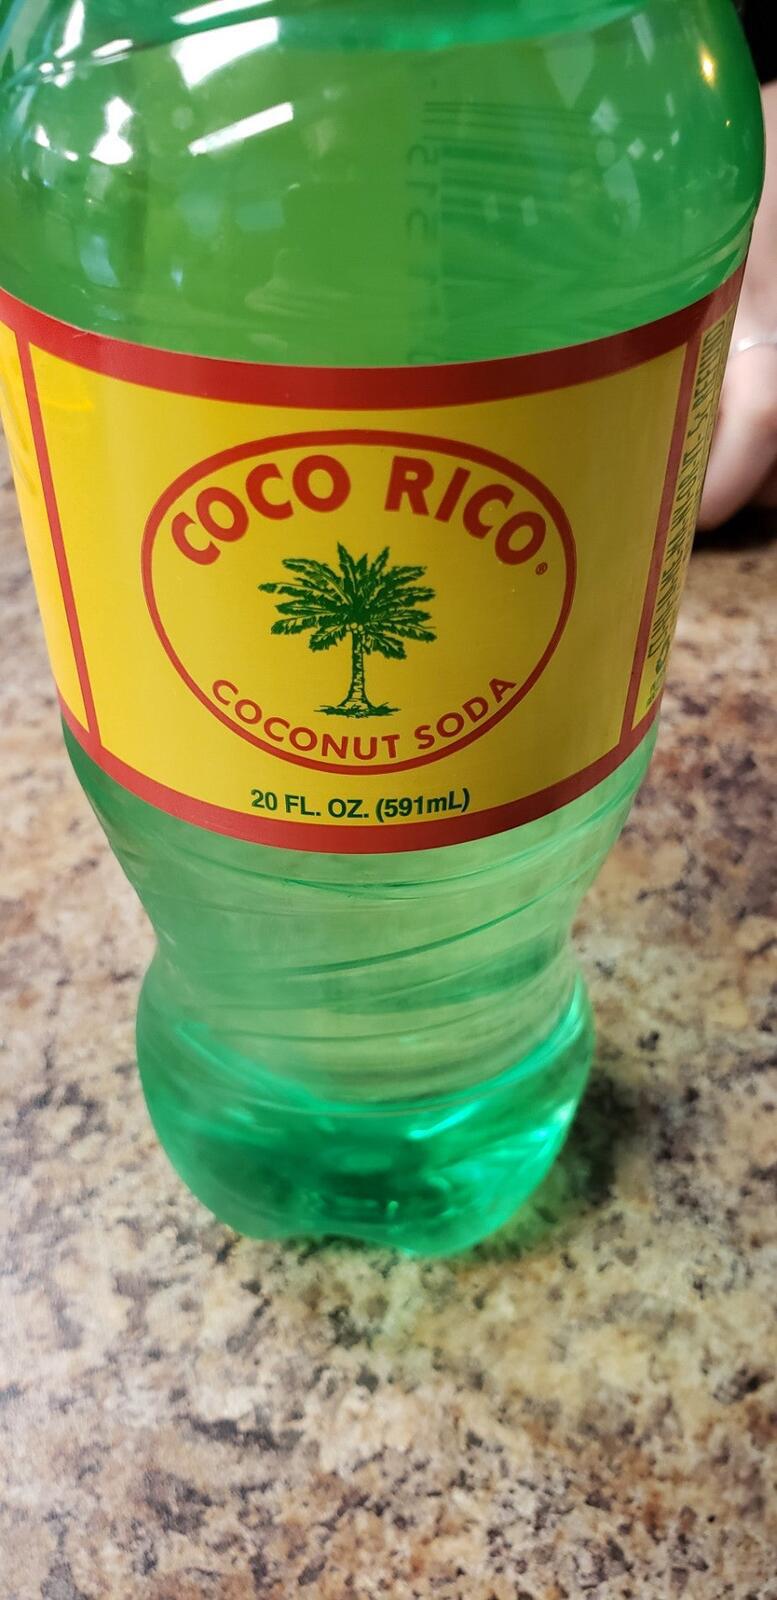 COCO RICO®
COCONUT SODA
20 FL. OZ. (591mL)